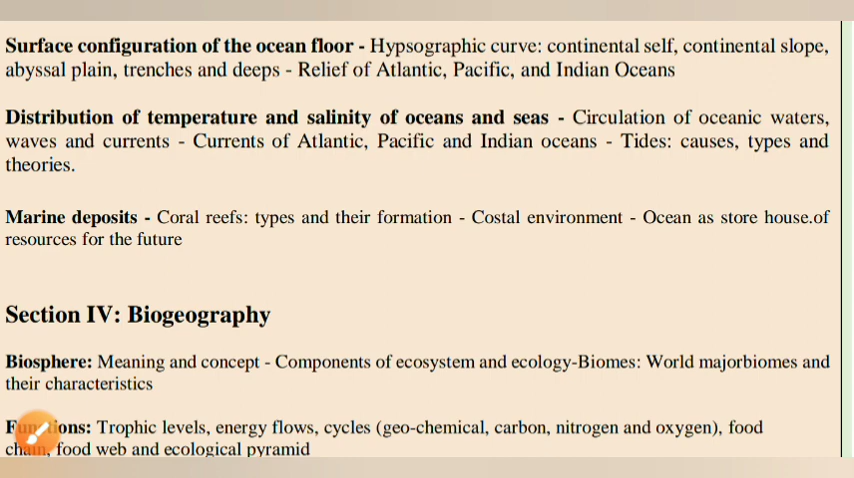 Surface configuration of the ocean floor - Hypsographic curve: continental self, continental slope,
abyssal plain, trenches and deeps - Relief of Atlantic, Pacific, and Indian Oceans
Distribution of temperature and salinity of oceans and seas - Circulation of oceanic waters,
waves and currents - Currents of Atlantic, Pacific and Indian oceans - Tides: causes, types and
theories.
Marine deposits - Coral reefs: types and their formation - Costal environment - Ocean as store house.of
resources for the future
Section IV: Biogeography
Biosphere: Meaning and concept - Components of ecosystem and ecology-Biomes: World majorbiomes and
their characteristics
Functions: Trophic levels, energy flows, cycles (geo-chemical, carbon, nitrogen and oxygen), food
chain, food web and ecological pyramid